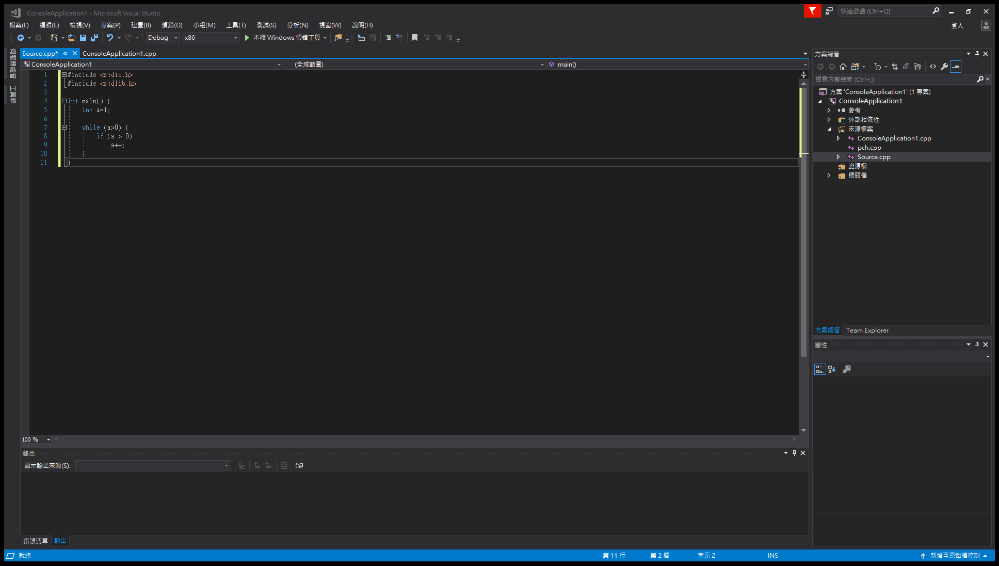 ConsoleApplication1 - Microsoft Visual Studio
快速啟動 (Ctrl+Q)
檔案(F) 編輯(E) 檢視(V) 專案(P) 建置(B) 偵錯(D) 小組(M) 工具(T) 測試(S) 分析(N) 視窗(W) 說明(H)
登入
Debug x86 本機 Windows 偵錯工具
伺服器總管
工具箱
Source.cpp* ConsoleApplication1.cpp
ConsoleApplication1 (全域範圍) main()
1 #include <stdio.h>
2 #include <stdlib.h>
3
4 int main() {
5 int a=1;
6
7 while (a>0) {
8 if (a > 0)
9 a++;
10 }
11 }
100 %
輸出
顯示輸出來源(S):
錯誤清單 輸出
方案總管
搜尋方案總管 (Ctrl+;)
方案 'ConsoleApplication1' (1 專案)
ConsoleApplication1
參考
外部相依性
來源檔案
ConsoleApplication1.cpp
pch.cpp
Source.cpp
資源檔
標頭檔
方案總管 Team Explorer
屬性
就緒 第 11 行 第 2 欄 字元 2 INS 新增至原始檔控制